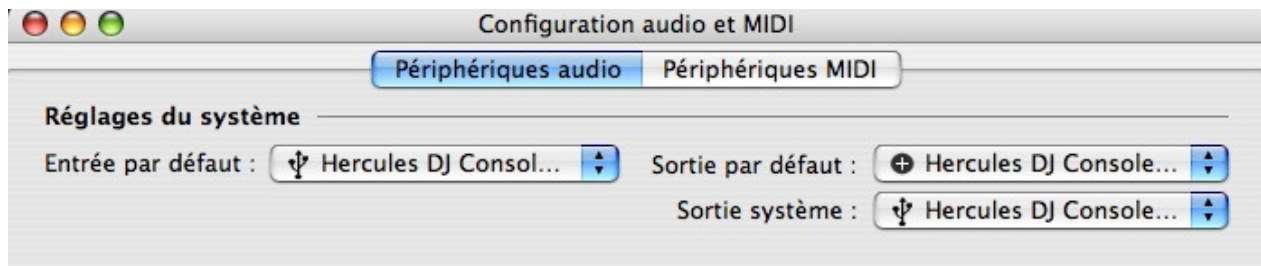 Configuration audio et MIDI
Périphériques audio Périphériques MIDI
Réglages du système
Entrée par défaut : Hercules DJ Consol... Sortie par défaut : Hercules DJ Console...
Sortie système : Hercules DJ Console...